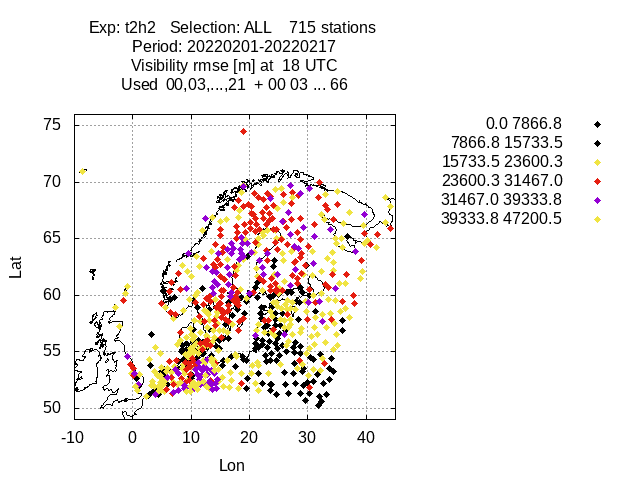 Exp: t2h2   Selection: ALL    715 stations
Period: 20220201-20220217
Visibility rmse [m] at  18 UTC
Used  00,03,...,21  + 00 03 ... 66
0.0 7866.8
7866.8 15733.5
15733.5 23600.3
23600.3 31467.0
31467.0 39333.8
39333.8 47200.5
75
70
65
60
55
50
Lat
-10 0 10 20 30 40
Lon